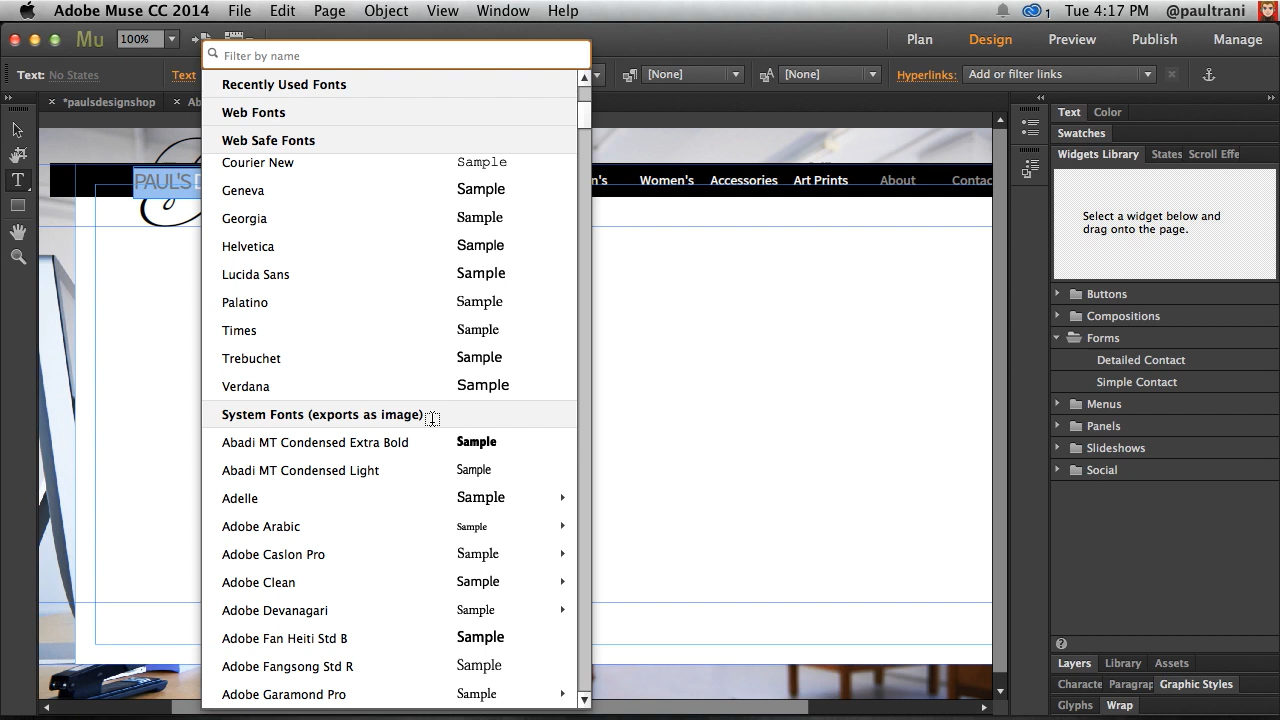 Adobe Muse CC 2014 File Edit Page Object View Window Help 1 Tue 4:17 PM @paultrani
Mu 100% Plan Design Preview Publish Manage
Filter by name
Text: No States Text [None] [None] Hyperlinks: Add or filter links
*paulsdesignshop Ab
Recently Used Fonts
Web Fonts
Web Safe Fonts
Courier New Sample
Geneva Sample
Georgia Sample
Helvetica Sample
Lucida Sans Sample
Palatino Sample
Times Sample
Trebuchet Sample
Verdana Sample
System Fonts (exports as image)
Abadi MT Condensed Extra Bold Sample
Abadi MT Condensed Light Sample
Adelle Sample
Adobe Arabic Sample
Adobe Caslon Pro Sample
Adobe Clean Sample
Adobe Devanagari Sample
Adobe Fan Heiti Std B Sample
Adobe Fangsong Std R Sample
Adobe Garamond Pro Sample
PAUL'S D
n's Women's Accessories Art Prints About Contac
Text Color
Swatches
Widgets Library States Scroll Effe
Select a widget below and
drag onto the page.
Buttons
Compositions
Forms
Detailed Contact
Simple Contact
Menus
Panels
Slideshows
Social
Layers Library Assets
Characte Paragrap Graphic Styles
Glyphs Wrap